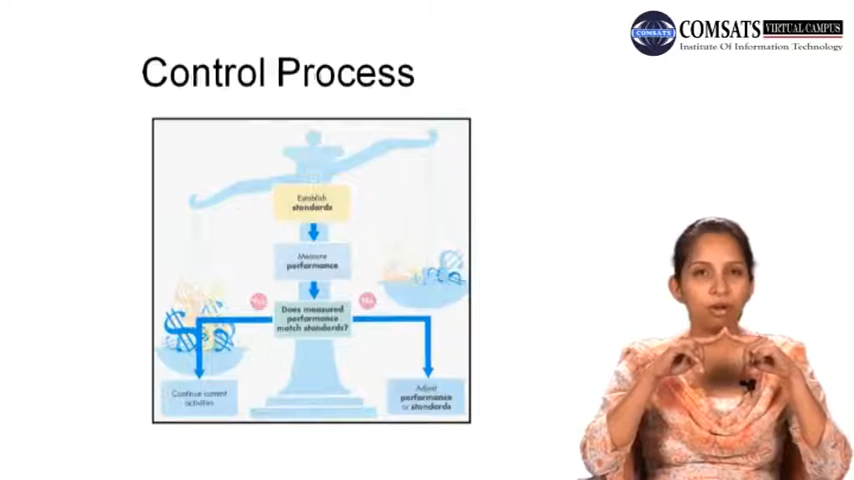 COMSATS VIRTUAL CAMPUS
COMSATS
Institute Of Information Technology
Control Process
Establish
standards
Measure
performance
Yes
No
Does measured
performance
match standards?
Continue current
activities
Adjust
performance
or standards